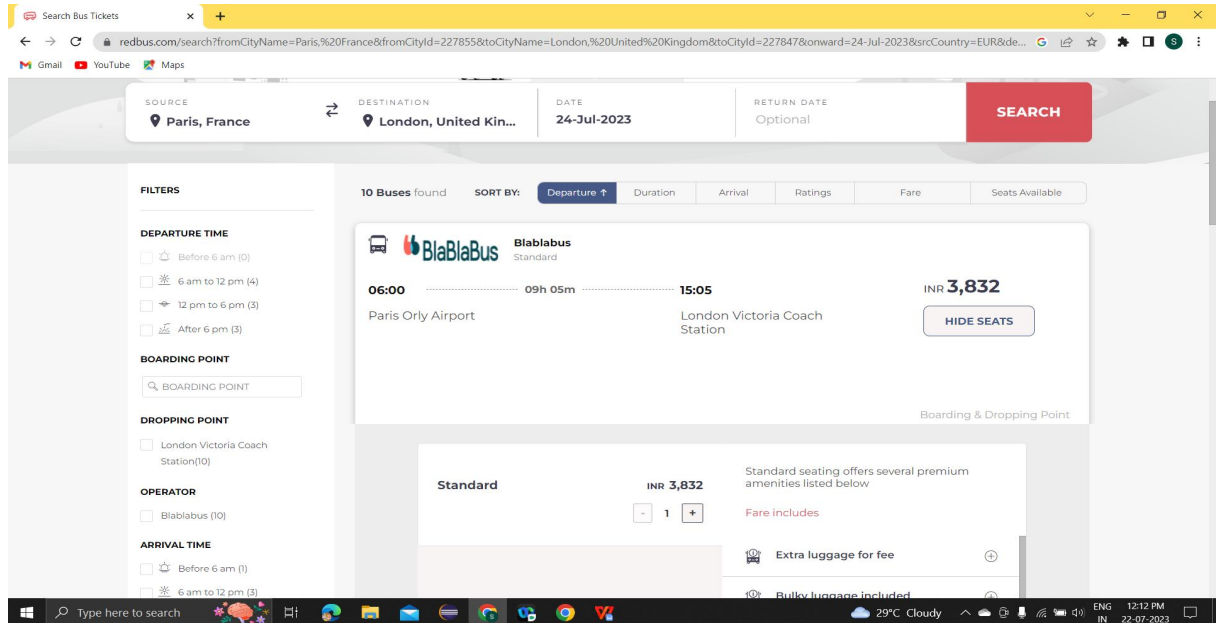 Search Bus Tickets
redbus.com/search?fromCityName=Paris,%20France&fromCityId=227855&toCityName=London,%20United%20Kingdom&toCityId=227847&onward=24-Jul-2023&srcCountry=EUR&de...
Gmail YouTube Maps
SOURCE
Paris, France
DESTINATION
London, United Kin...
DATE
24-Jul-2023
RETURN DATE
Optional
SEARCH
FILTERS
DEPARTURE TIME
Before 6 am (0)
6 am to 12 pm (4)
12 pm to 6 pm (3)
After 6 pm (3)
BOARDING POINT
BOARDING POINT
DROPPING POINT
London Victoria Coach
Station(10)
OPERATOR
Blablabus (10)
ARRIVAL TIME
Before 6 am (1)
6 am to 12 pm (3)
10 Buses found SORT BY: Departure ↑ Duration Arrival Ratings Fare Seats Available
BlaBlaBus
Blablabus
Standard
06:00 09h 05m 15:05
Paris Orly Airport
London Victoria Coach
Station
INR 3,832
HIDE SEATS
Boarding & Dropping Point
Standard INR 3,832
- 1 +
Standard seating offers several premium
amenities listed below
Fare includes
Extra luggage for fee
Bulky luggage included
Type here to search
29°C Cloudy
ENG
IN
12:12 PM
22-07-2023